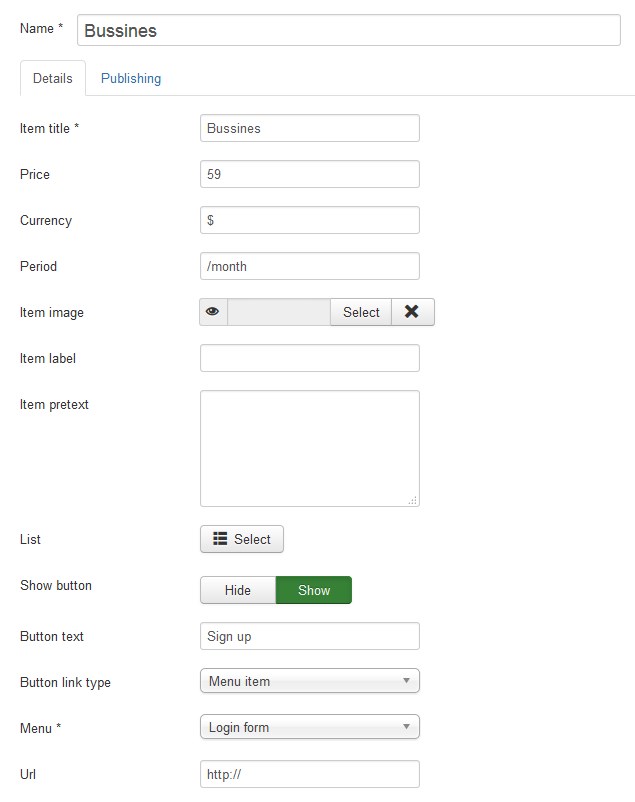 Name * Bussines
Details Publishing
Item title * Bussines
Price 59
Currency $
Period /month
Item image Select
Item label
Item pretext
List Select
Show button Hide Show
Button text Sign up
Button link type Menu item
Menu * Login form
Url http://